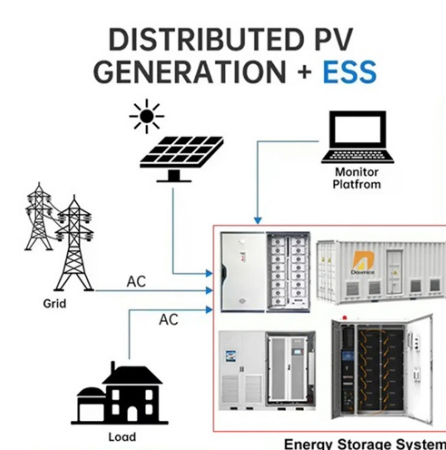 DISTRIBUTED PV
GENERATION + ESS
Monitor
Platfrom
Grid
AC
AC
Load
Energy Storage System